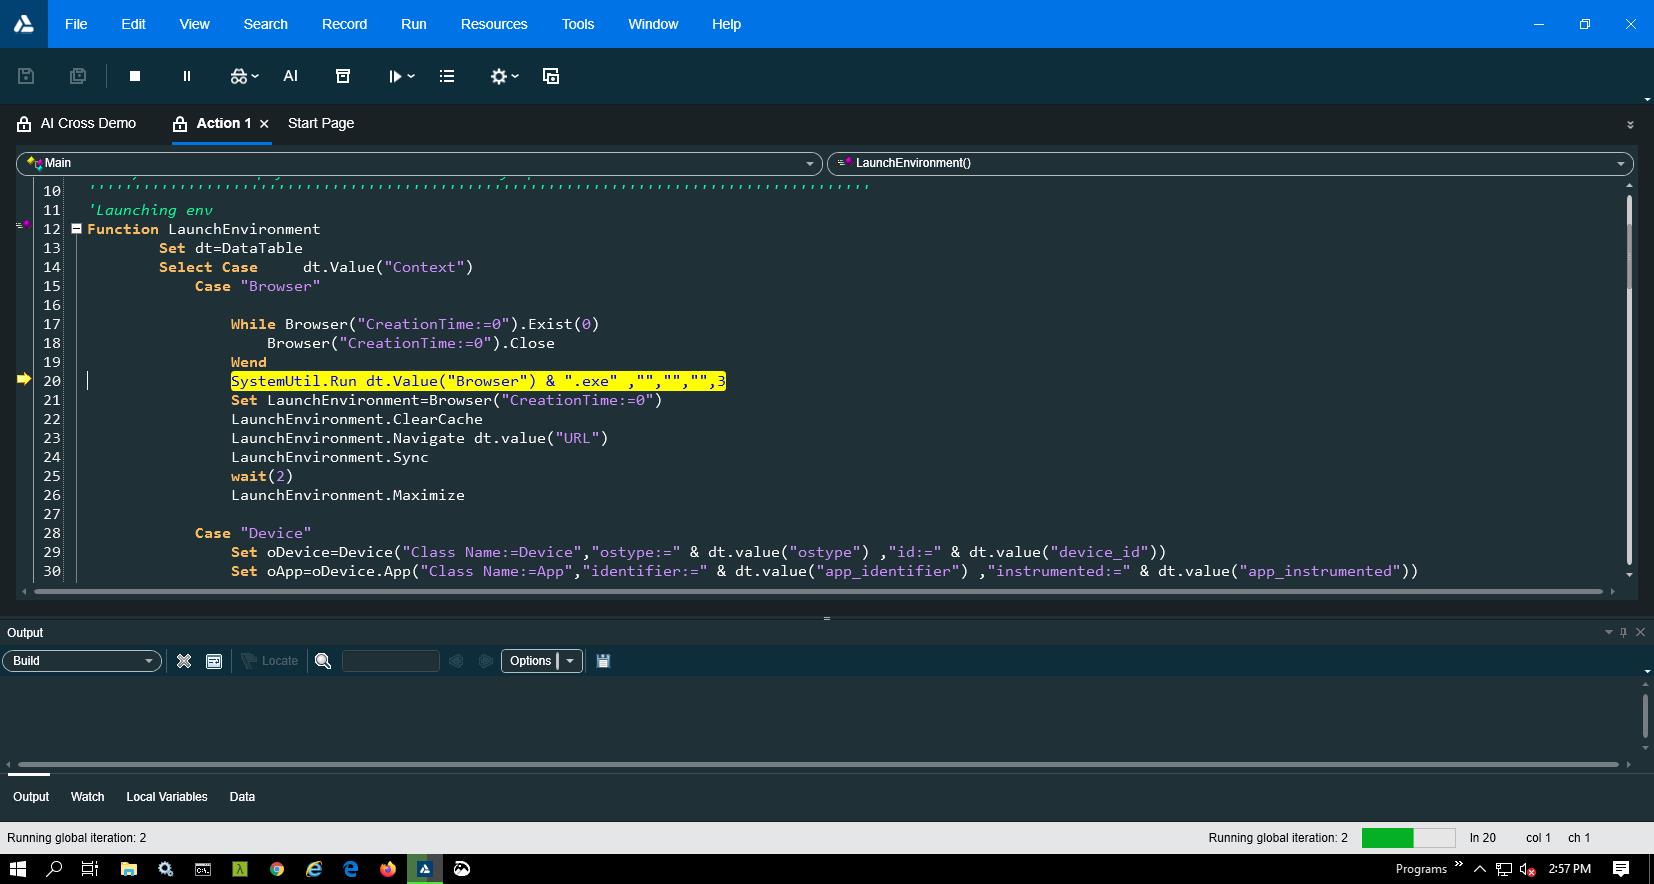 File Edit View Search Record Run Resources Tools Window Help
AI
AI Cross Demo Action 1 Start Page
Main LaunchEnvironment()
10 '''''''''''''''''''''''''''''''''''''''''''''''''''''''''''''''''''''''''''''''''''''''
11 'Launching env
12 Function LaunchEnvironment
13 Set dt=DataTable
14 Select Case dt.Value("Context")
15 Case "Browser"
16
17 While Browser("CreationTime:=0").Exist(0)
18 Browser("CreationTime:=0").Close
19 Wend
20 SystemUtil.Run dt.Value("Browser") & ".exe" ,"","","",3
21 Set LaunchEnvironment=Browser("CreationTime:=0")
22 LaunchEnvironment.ClearCache
23 LaunchEnvironment.Navigate dt.value("URL")
24 LaunchEnvironment.Sync
25 wait(2)
26 LaunchEnvironment.Maximize
27
28 Case "Device"
29 Set oDevice=Device("Class Name:=Device","ostype:=" & dt.value("ostype") ,"id:=" & dt.value("device_id"))
30 Set oApp=oDevice.App("Class Name:=App","identifier:=" & dt.value("app_identifier") ,"instrumented:=" & dt.value("app_instrumented"))
Output
Build Locate Options
Output Watch Local Variables Data
Running global iteration: 2 Running global iteration: 2 ln 20 col 1 ch 1
Programs 2:57 PM